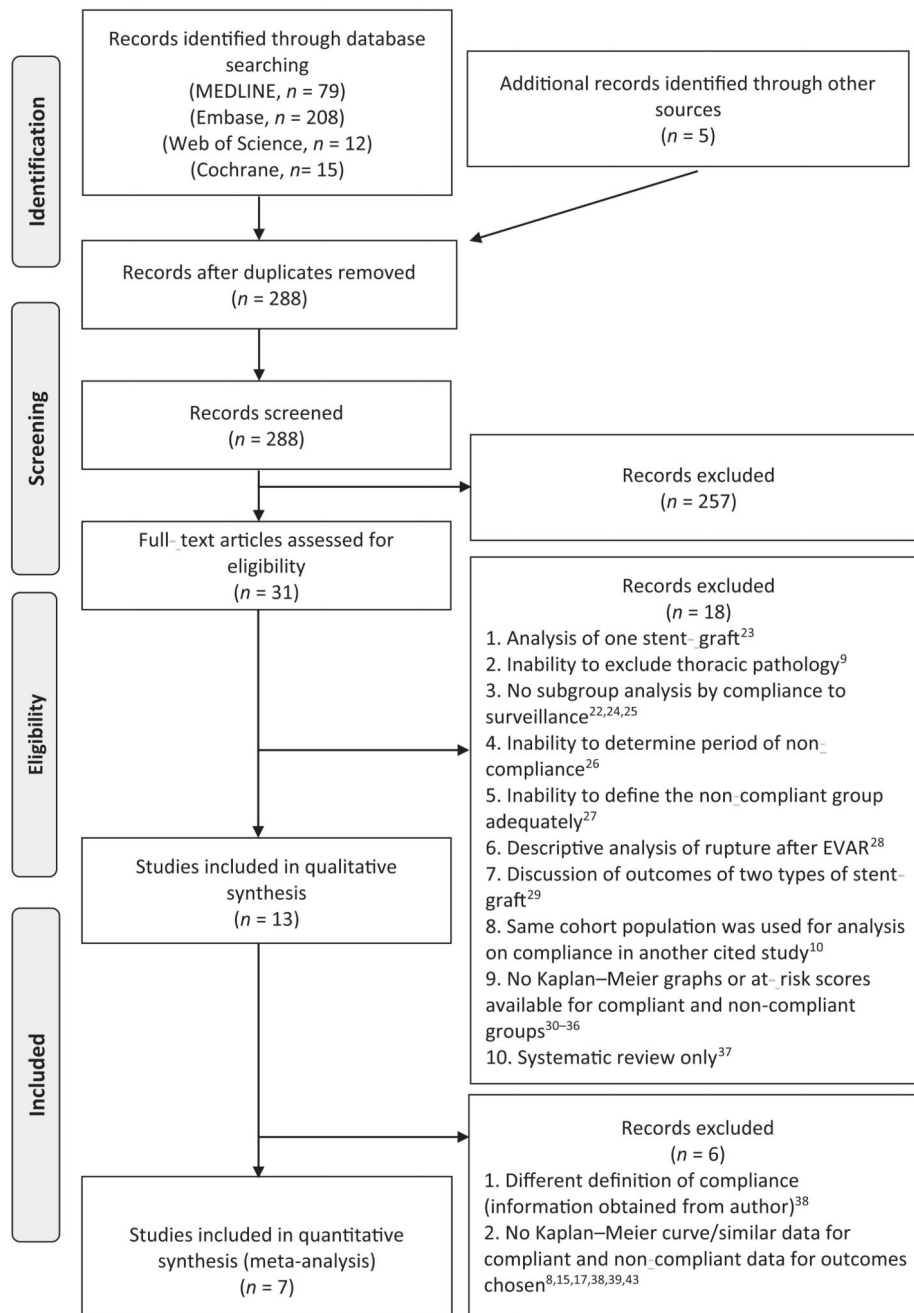 Records identified through database
searching
(MEDLINE, n = 79)
(Embase, n = 208)
(Web of Science, n = 12)
(Cochrane, n= 15)
Additional records identified through other
sources
(n = 5)
Identification
Records after duplicates removed
(n = 288)
Screening
Records screened
(n = 288)
Records excluded
(n = 257)
Full-_text articles assessed for
eligibility
(n = 31)
Eligibility
Records excluded
(n = 18)
1. Analysis of one stent-_graft23
2. Inability to exclude thoracic pathology9
3. No subgroup analysis by compliance to
surveillance22,24,25
4. Inability to determine period of non-_
compliance26
5. Inability to define the non-_compliant group
adequately27
6. Descriptive analysis of rupture after EVAR28
7. Discussion of outcomes of two types of stent-
graft29
8. Same cohort population was used for analysis
on compliance in another cited study10
9. No Kaplan–Meier graphs or at-_risk scores
available for compliant and non-compliant
groups30–36
10. Systematic review only37
Studies included in qualitative
synthesis
(n = 13)
Included
Records excluded
(n = 6)
1. Different definition of compliance
(information obtained from author)38
2. No Kaplan–Meier curve/similar data for
compliant and non-_compliant data for outcomes
chosen8,15,17,38,39,43
Studies included in quantitative
synthesis (meta-analysis)
(n = 7)